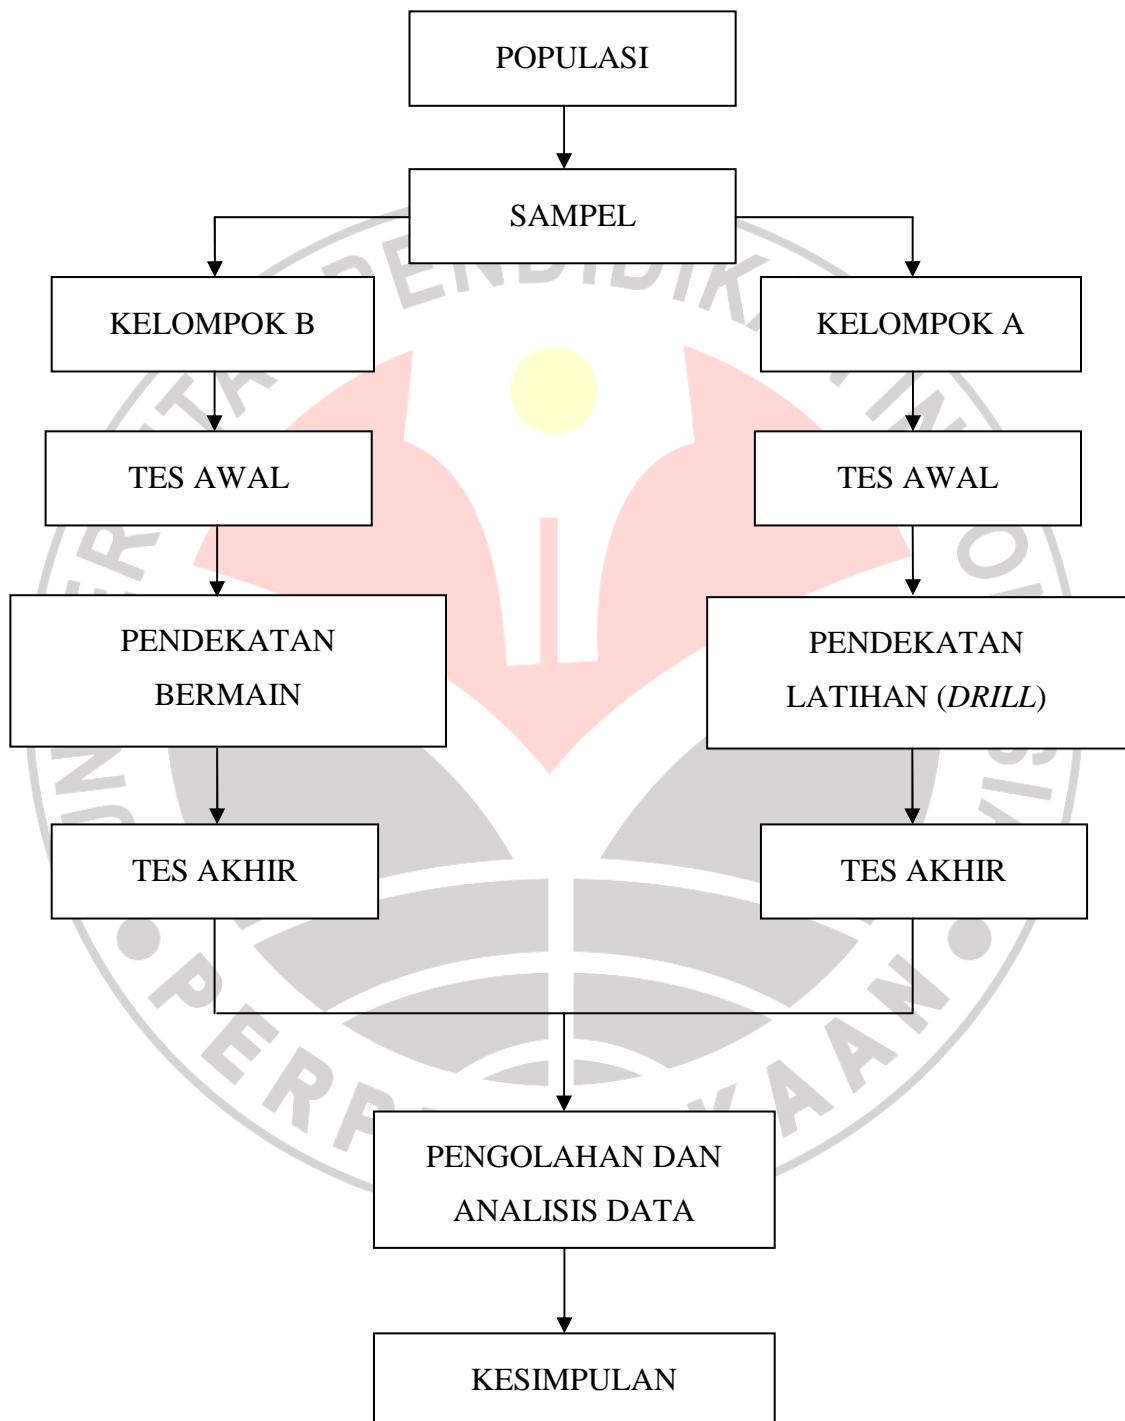 POPULASI
SAMPEL
KELOMPOK B
KELOMPOK A
TES AWAL
TES AWAL
PENDEKATAN
BERMAIN
PENDEKATAN
LATIHAN (DRILL)
TES AKHIR
TES AKHIR
PENGOLAHAN DAN
ANALISIS DATA
KESIMPULAN